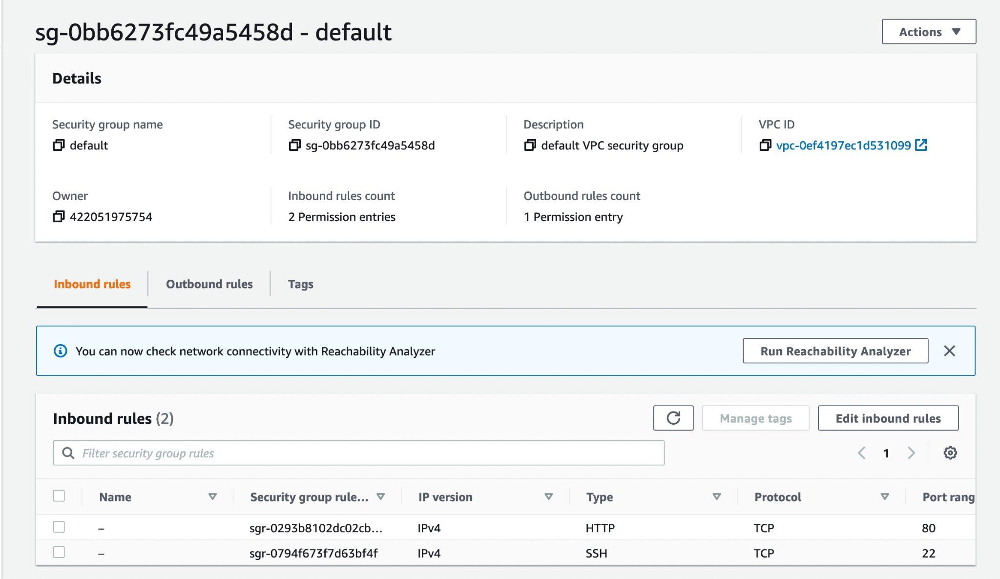 sg-0bb6273fc49a5458d - default
Actions
Details
Security group name
Security group ID
Description
VPC ID
default
sg-0bb6273fc49a5458d
default VPC security group
vpc-0ef4197ec1d531099
Owner
Inbound rules count
Outbound rules count
422051975754
2 Permission entries
1 Permission entry
Inbound rules
Outbound rules
Tags
You can now check network connectivity with Reachability Analyzer
Run Reachability Analyzer
Inbound rules (2)
Manage tags
Edit inbound rules
Filter security group rules
1
Name
Security group rule...
IP version
Type
Protocol
Port rang
– sgr-0293b8102dc02cb... IPv4 HTTP TCP 80
– sgr-0794f673f7d63bf4f IPv4 SSH TCP 22